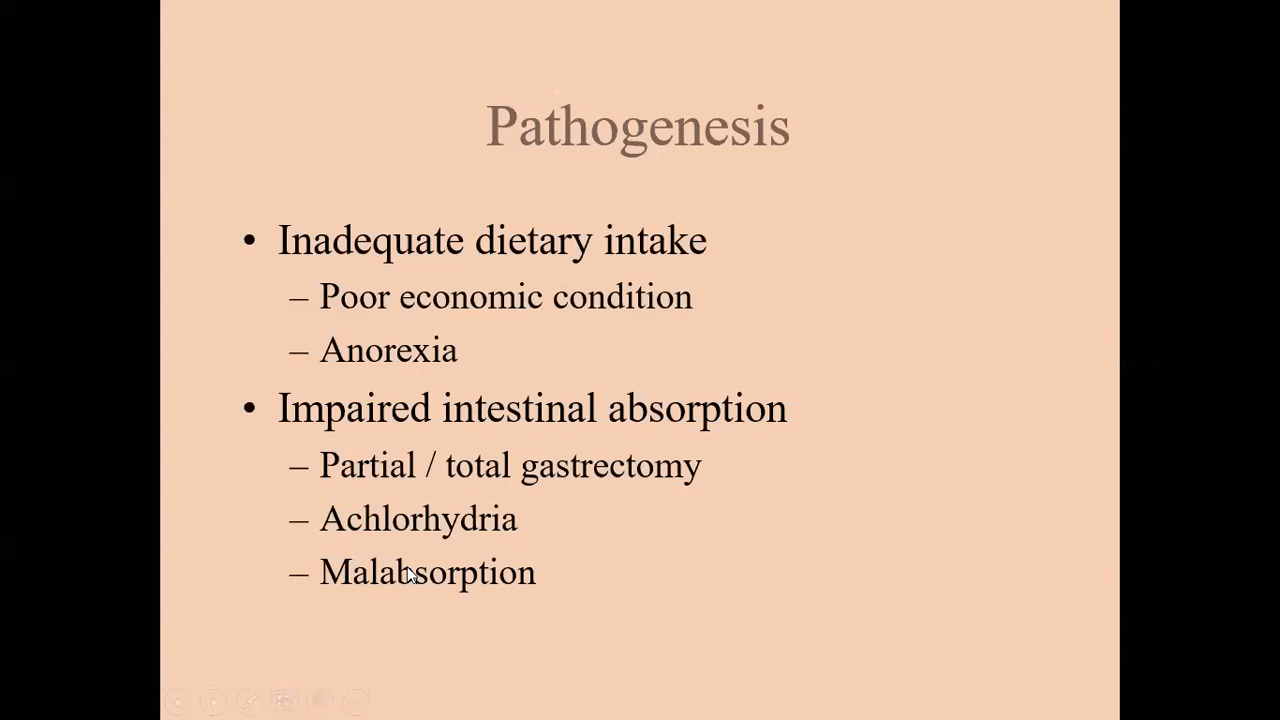 Pathogenesis
• Inadequate dietary intake
– Poor economic condition
– Anorexia
• Impaired intestinal absorption
– Partial / total gastrectomy
– Achlorhydria
– Malabsorption